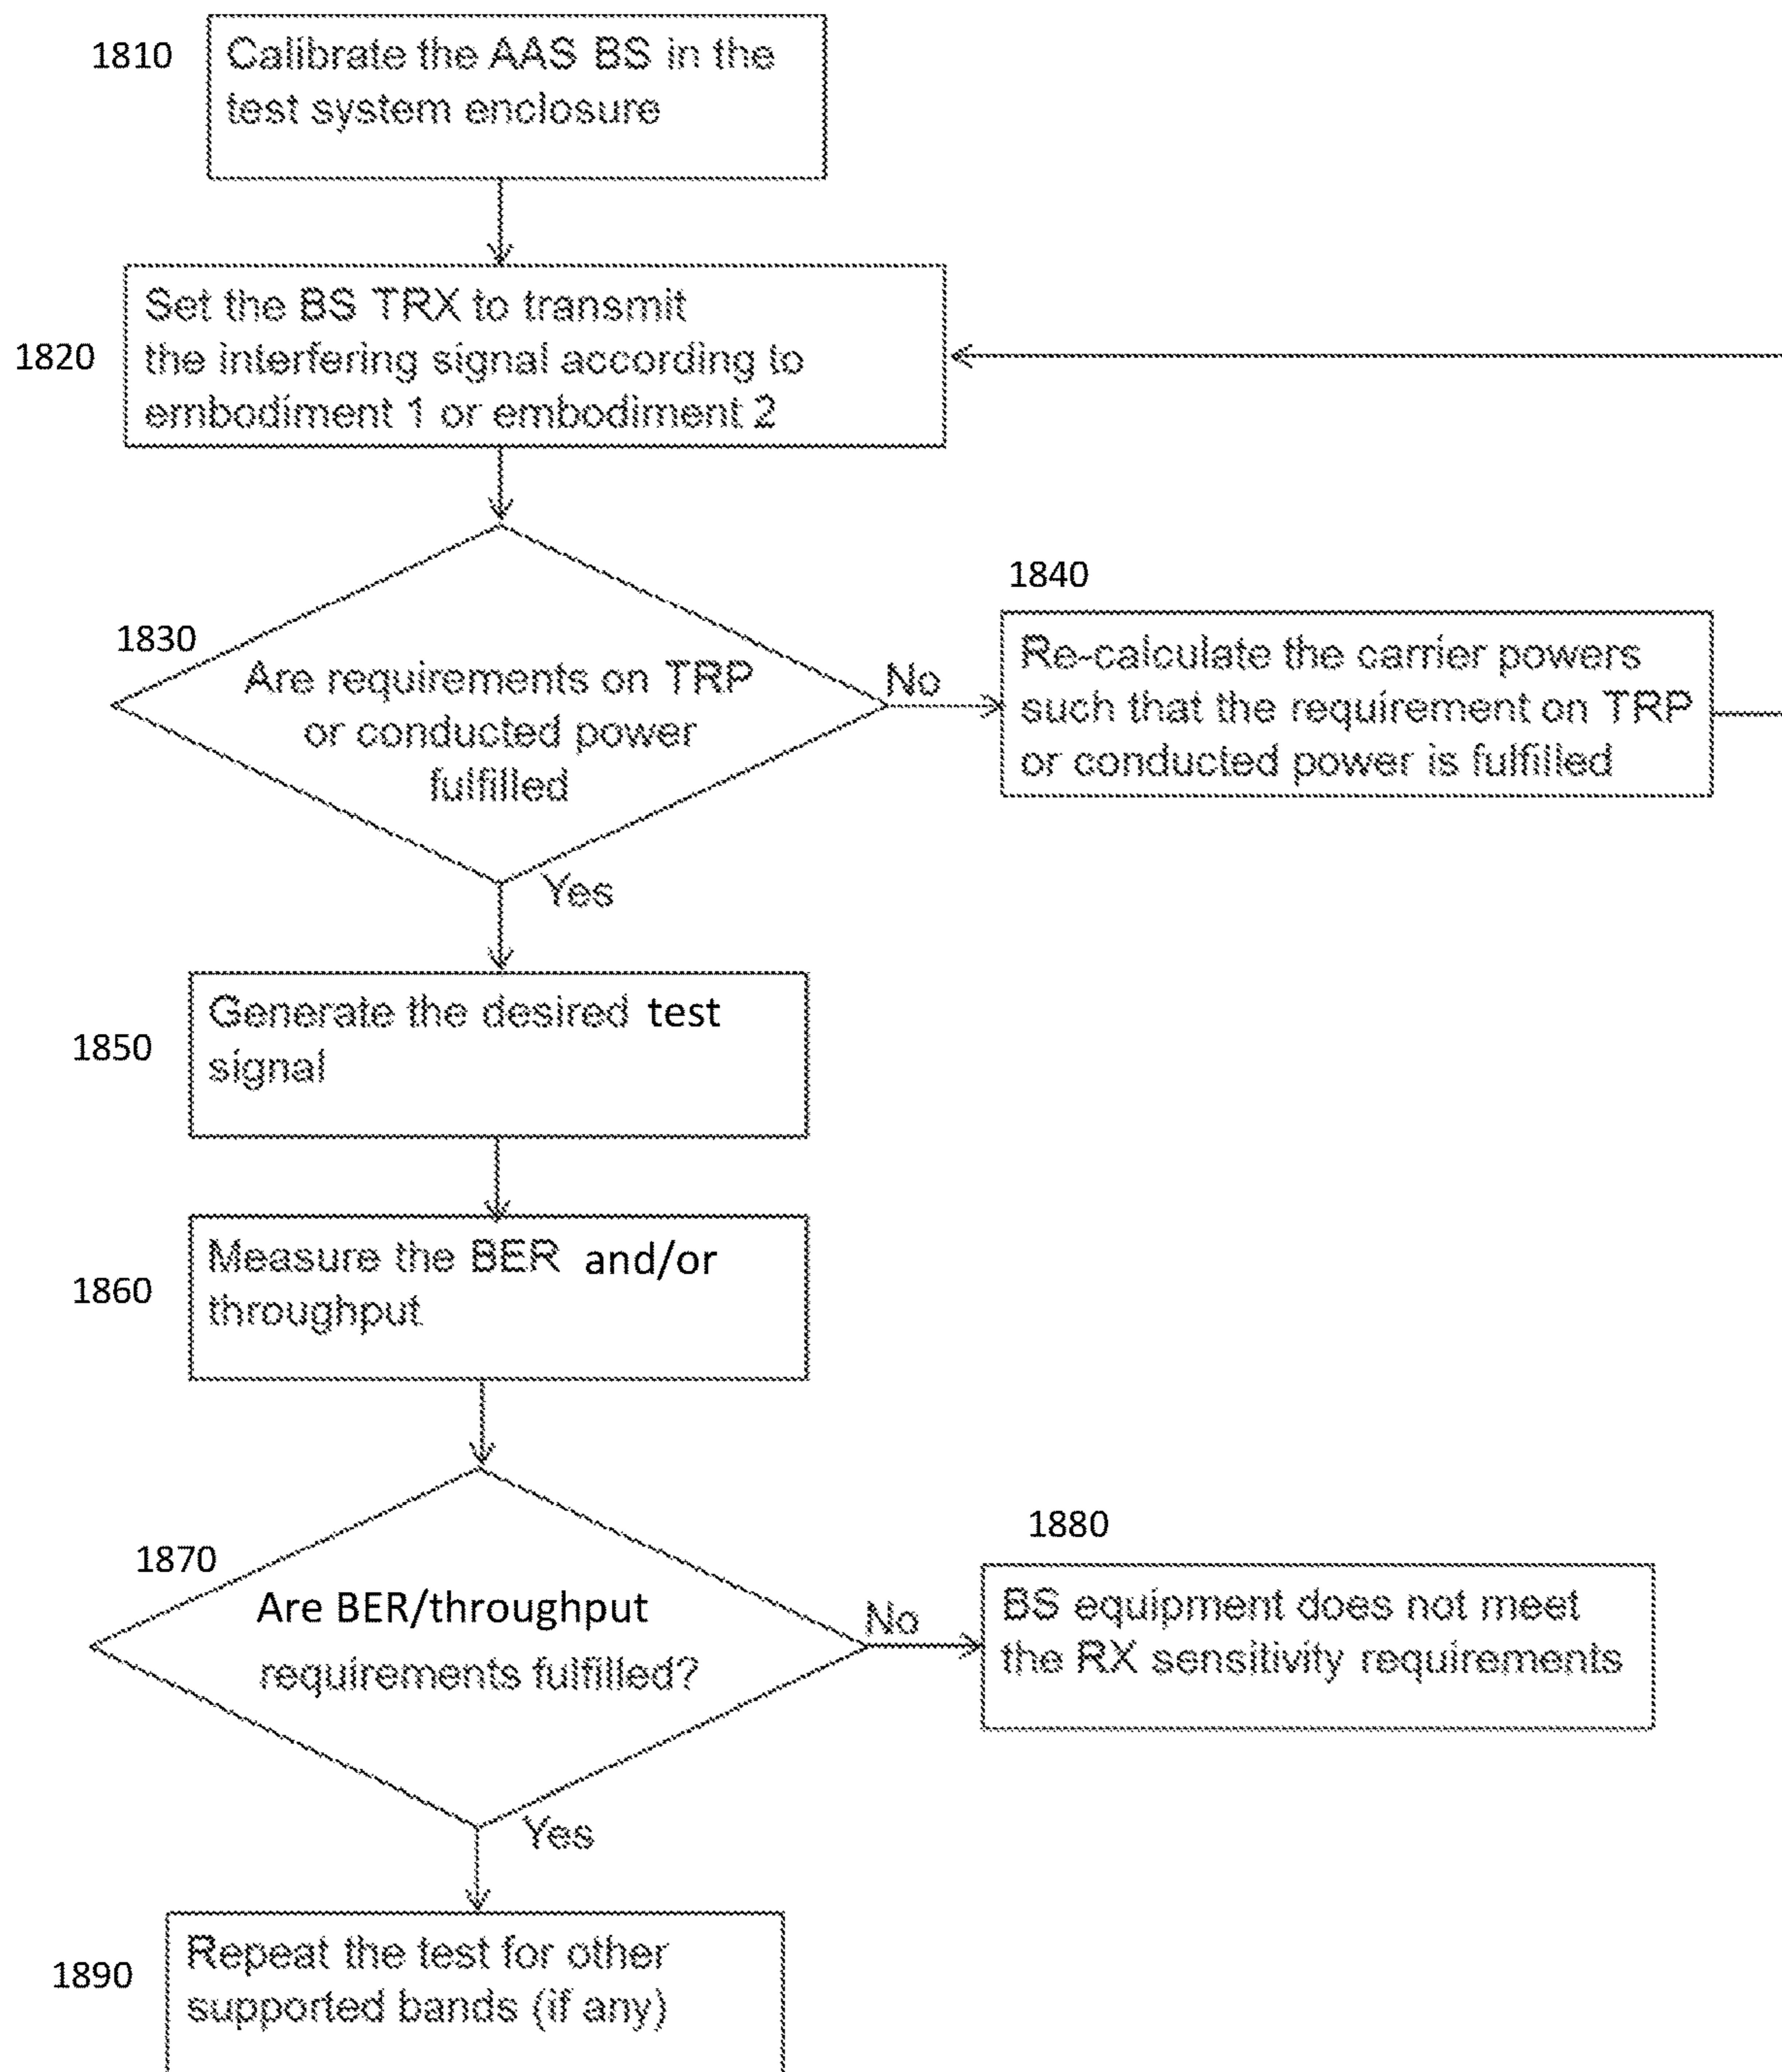 1810
Calibrate the AAS BS in the
test system enclosure
1820
Set the BS TRX to transmit
the interfering signal according to
embodiment 1 or embodiment 2
1830
Are requirements on TRP
or conducted power
fulfilled
No
1840
Re-calculate the carrier powers
such that the requirement on TRP
or conducted power is fulfilled
Yes
1850
Generate the desired test
signal
1860
Measure the BER and/or
throughput
1870
Are BER/throughput
requirements fulfilled?
No
1880
BS equipment does not meet
the RX sensitivity requirements
Yes
1890
Repeat the test for other
supported bands (if any)